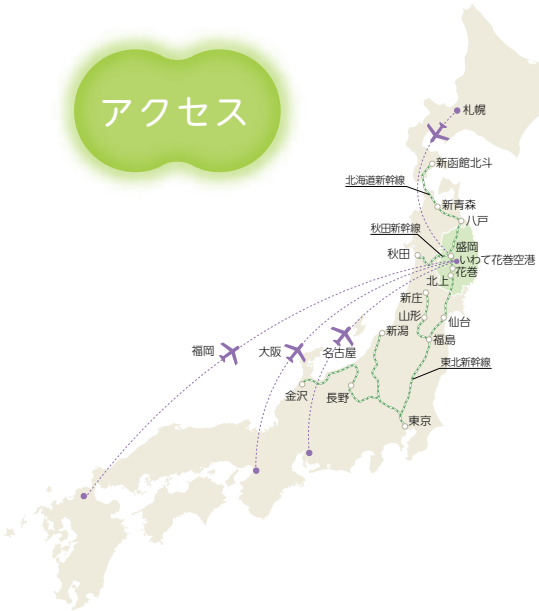 アクセス
札幌
新函館北斗
北海道新幹線
新青森
八戸
秋田新幹線
盛岡
秋田
いわて花巻空港
花巻
北上
新庄
山形
仙台
新潟
福島
福岡
大阪
名古屋
東北新幹線
金沢
長野
東京